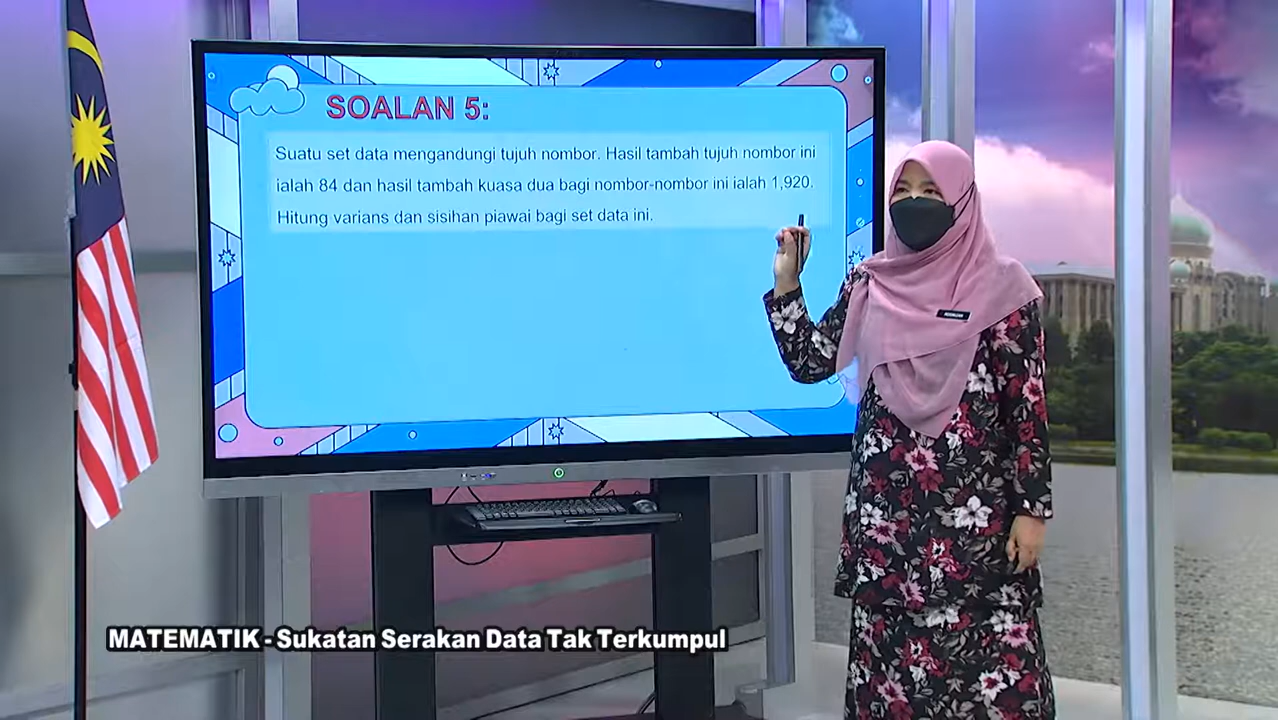 SOALAN 5:
Suatu set data mengandungi tujuh nombor. Hasil tambah tujuh nombor ini
ialah 84 dan hasil tambah kuasa dua bagi nombor-nombor ini ialah 1,920.
Hitung varians dan sisihan piawai bagi set data ini.
MATEMATIK - Sukatan Serakan Data Tak Terkumpul